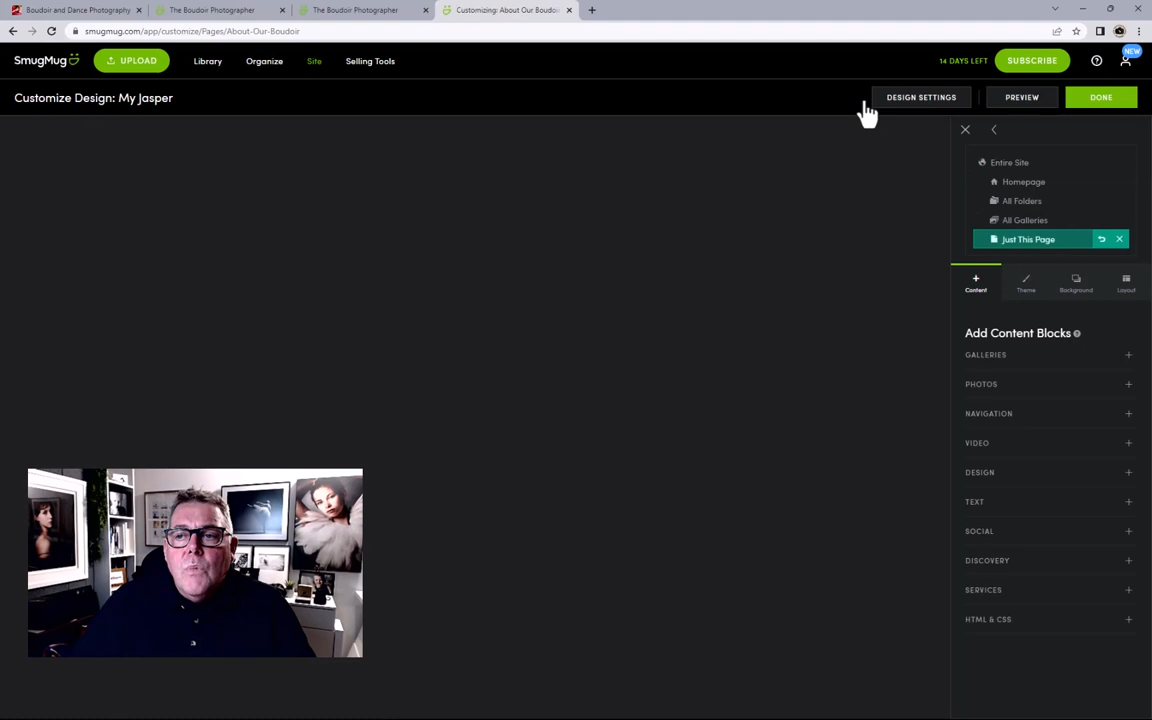 Boudoir and Dance Photography
The Boudoir Photographer
The Boudoir Photographer
Customizing: About Our Boudoi
smugmug.com/app/customize/Pages/About-Our-Boudoir
SmugMug
UPLOAD
Library
Organize
Site
Selling Tools
14 DAYS LEFT
SUBSCRIBE
NEW
Customize Design: My Jasper
DESIGN SETTINGS
PREVIEW
DONE
Entire Site
Homepage
All Folders
All Galleries
Just This Page
Content
Theme
Background
Layout
Add Content Blocks
GALLERIES
PHOTOS
NAVIGATION
VIDEO
DESIGN
TEXT
SOCIAL
DISCOVERY
SERVICES
HTML & CSS